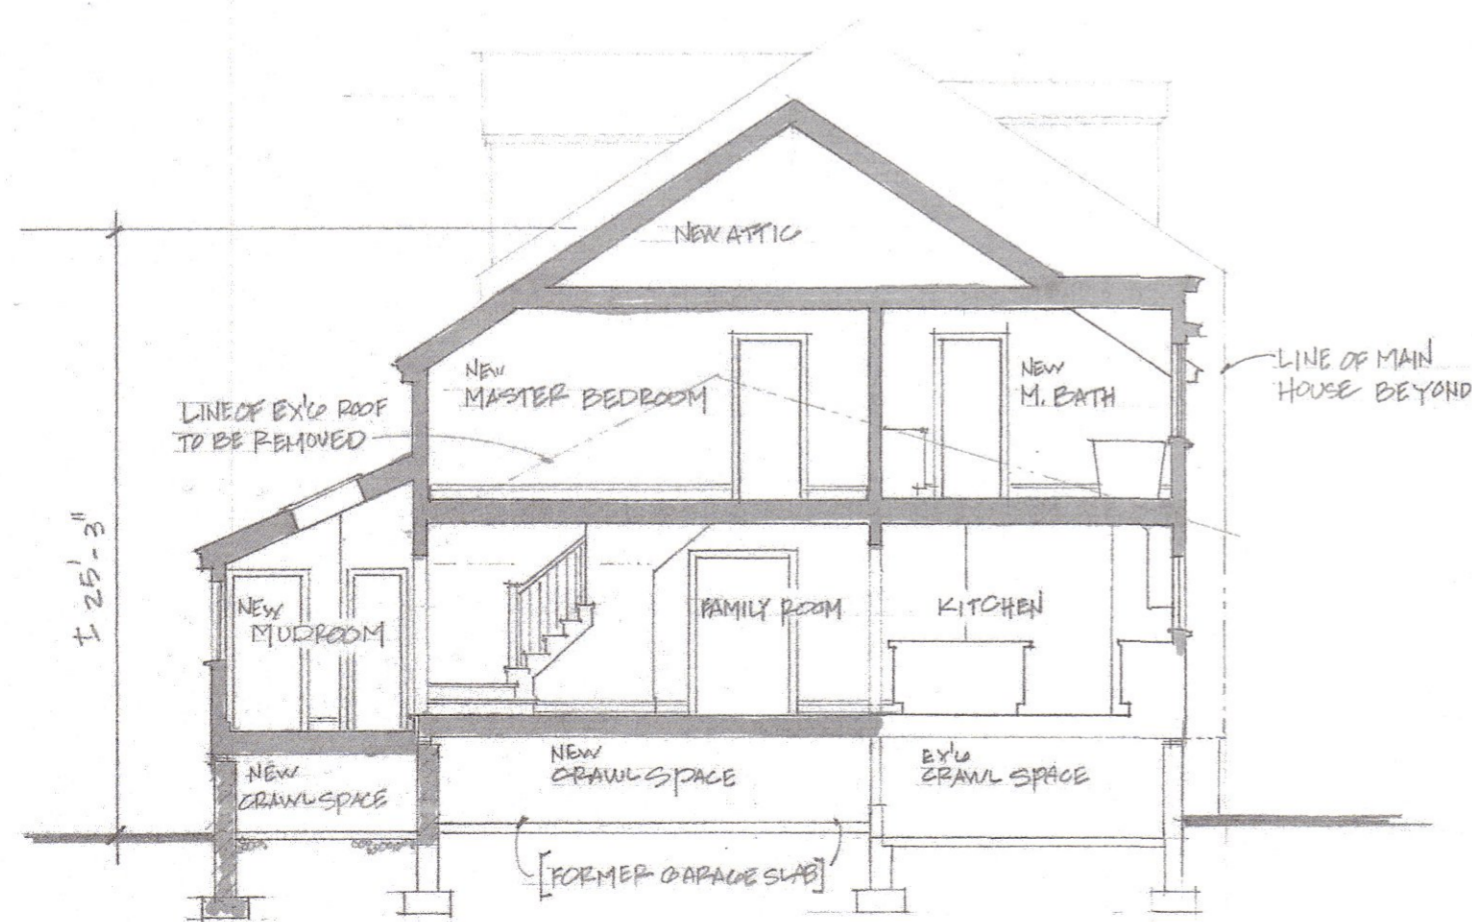 NEW ATTIC
NEW
MASTER BEDROOM
NEW
M. BATH
LINE OF MAIN
HOUSE BEYOND
LINE OF EX'G ROOF
TO BE REMOVED
± 25'-3"
NEW
MUDROOM
FAMILY ROOM
KITCHEN
NEW
CRAWL SPACE
NEW
CRAWL SPACE
EX'G
CRAWL SPACE
[FORMER GARAGE SLAB]